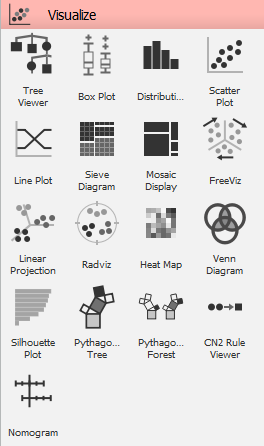 Visualize
Tree
Viewer
Box Plot
Distributi...
Scatter
Plot
Line Plot
Sieve
Diagram
Mosaic
Display
FreeViz
Linear
Projection
Radviz
Heat Map
Venn
Diagram
Silhouette
Plot
Pythago...
Tree
Pythago...
Forest
CN2 Rule
Viewer
Nomogram